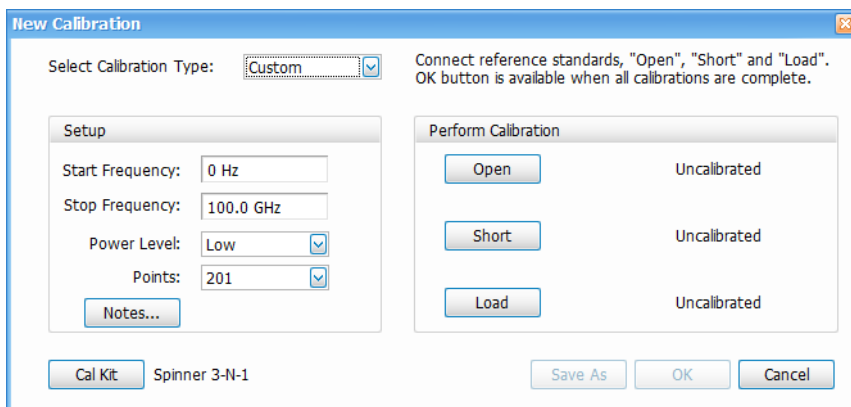 New Calibration
Select Calibration Type: Custom
Connect reference standards, "Open", "Short" and "Load".
OK button is available when all calibrations are complete.
Setup
Start Frequency: 0 Hz
Stop Frequency: 100.0 GHz
Power Level: Low
Points: 201
Notes...
Perform Calibration
Open Uncalibrated
Short Uncalibrated
Load Uncalibrated
Cal Kit Spinner 3-N-1
Save As OK Cancel